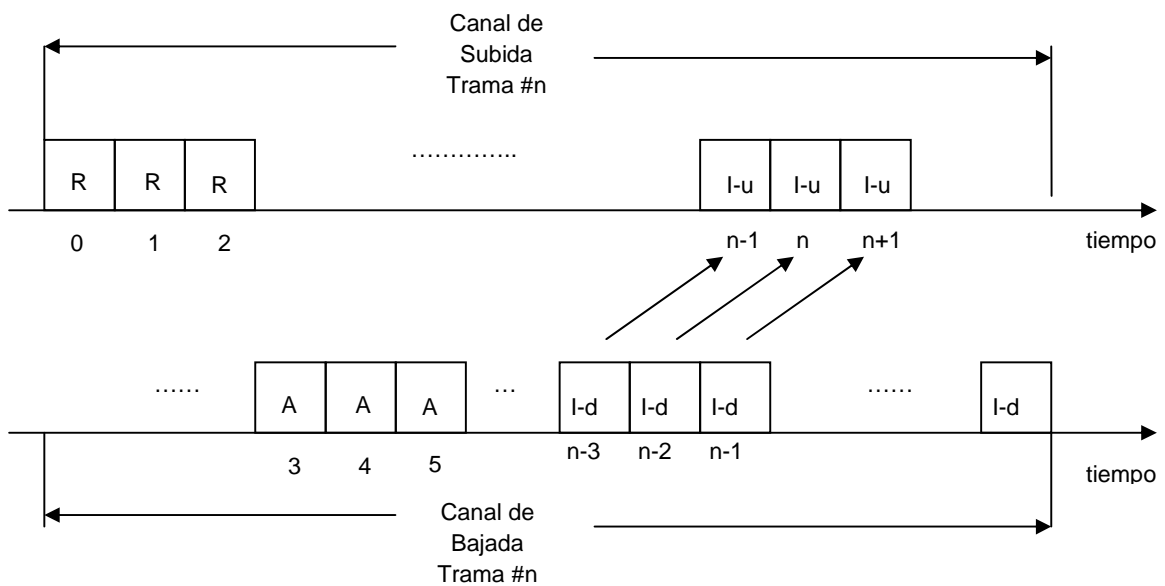 Canal de
Subida
Trama #n
R R R ………….. I-u I-u I-u
0 1 2 n-1 n n+1 tiempo
…… A A A … I-d I-d I-d …… I-d
3 4 5 n-3 n-2 n-1 tiempo
Canal de
Bajada
Trama #n